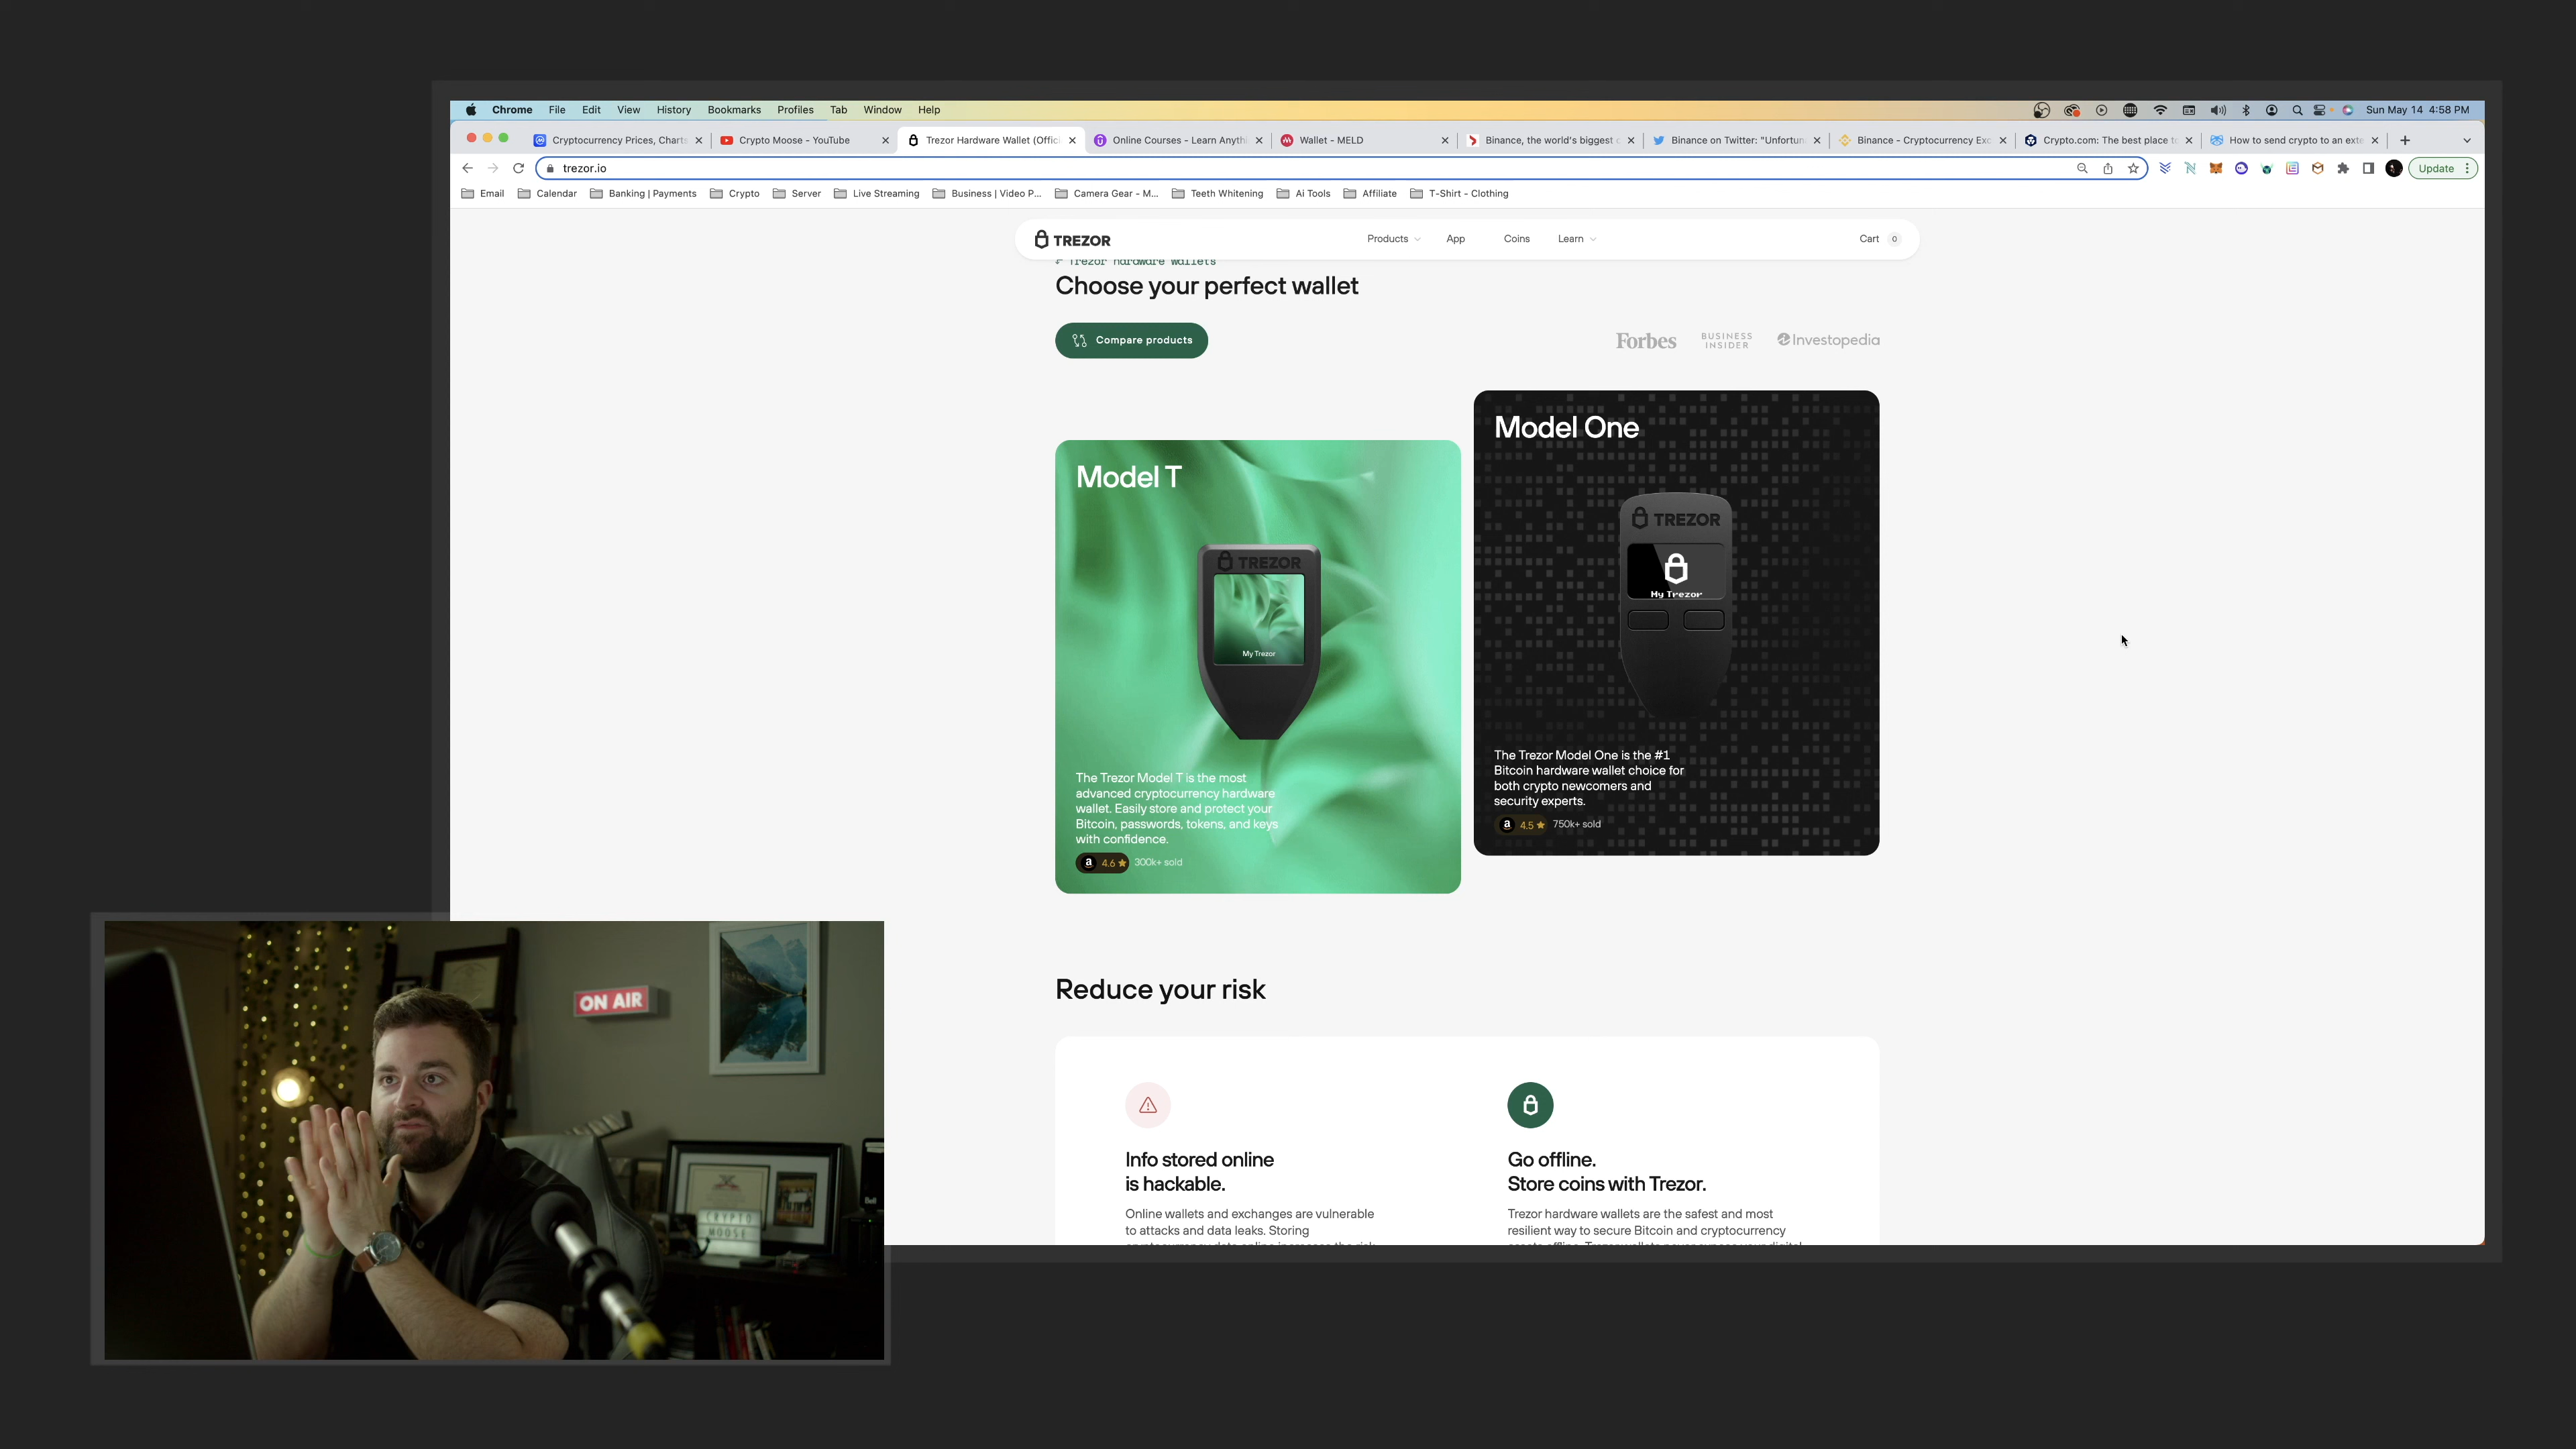 Chrome File Edit View History Bookmarks Profiles Tab Window Help
Sun May 14 4:58 PM
Cryptocurrency Prices, Charts
Crypto Moose - YouTube
Trezor Hardware Wallet (Offici
Online Courses - Learn Anythi
Wallet - MELD
Binance, the world's biggest c
Binance on Twitter: "Unfortun
Binance - Cryptocurrency Exc
Crypto.com: The best place to
How to send crypto to an exte
trezor.io
Update
Email Calendar Banking | Payments Crypto Server Live Streaming Business | Video P... Camera Gear - M... Teeth Whitening Ai Tools Affiliate T-Shirt - Clothing
TREZOR
Products App Coins Learn
Cart 0
Trezor hardware wallets
Choose your perfect wallet
Compare products
Forbes
BUSINESS
INSIDER
Investopedia
Model T
TREZOR
My Trezor
The Trezor Model T is the most
advanced cryptocurrency hardware
wallet. Easily store and protect your
Bitcoin, passwords, tokens, and keys
with confidence.
4.6 ★ 300k+ sold
Model One
TREZOR
My Trezor
The Trezor Model One is the #1
Bitcoin hardware wallet choice for
both crypto newcomers and
security experts.
4.5 ★ 750k+ sold
Reduce your risk
Info stored online
is hackable.
Online wallets and exchanges are vulnerable
to attacks and data leaks. Storing
Go offline.
Store coins with Trezor.
Trezor hardware wallets are the safest and most
resilient way to secure Bitcoin and cryptocurrency
ON AIR
CRYPTO
MOOSE
Bell